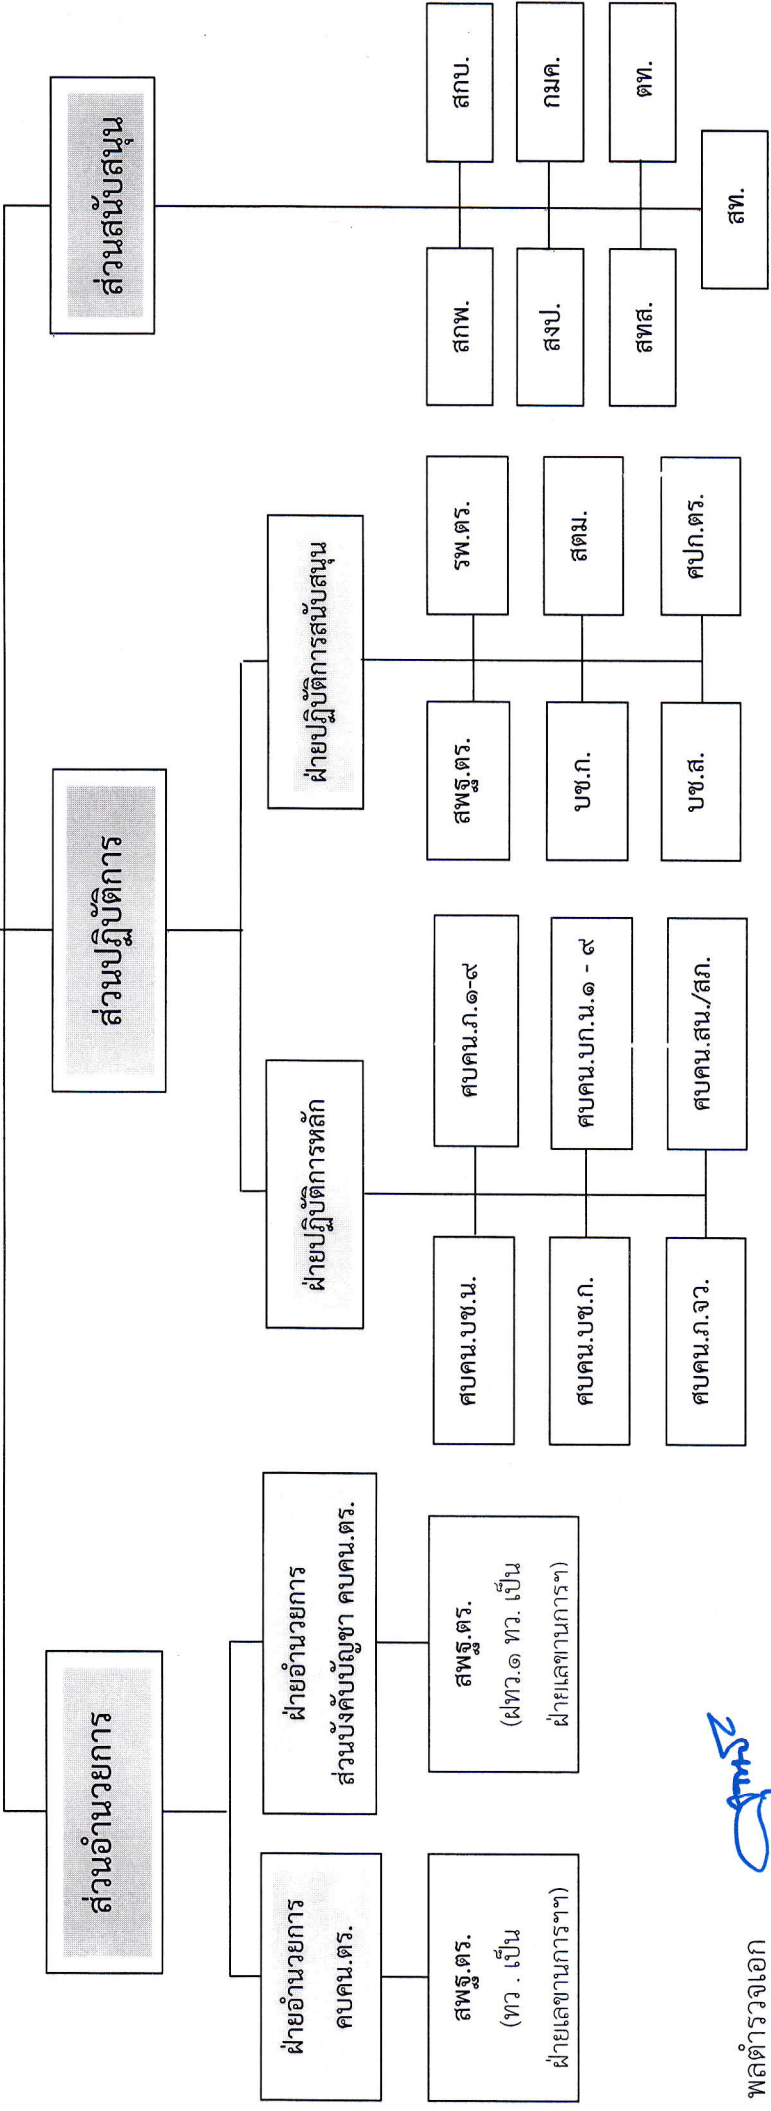 ส่วนอำนวยการ
ส่วนปฏิบัติการ
ส่วนสนับสนุน
ฝ่ายอำนวยการ
คบคน.ตร.
ฝ่ายอำนวยการ
ส่วนบังคับบัญชา คบคน.ตร.
ฝ่ายปฏิบัติการหลัก
ฝ่ายปฏิบัติการสนับสนุน
สพฐ.ตร.
(ทว . เป็น
ฝ่ายเลขานการฯฯ)
สพฐ.ตร.
(ฝทว.๑ ทว. เป็น
ฝ่ายเลขานการฯ)
ศบคน.บช.น.
ศบคน.ภ.๑-๙
ศบคน.บช.ก.
ศบคน.บก.น.๑ - ๙
ศบคน.ภ.จว.
ศบคน.สน./สภ.
สพฐ.ตร.
รพ.ตร.
บช.ก.
สตม.
บช.ส.
ศปก.ตร.
สกพ.
สกบ.
สงป.
กมค.
สทส.
ตท.
สท.
พลตำรวจเอก